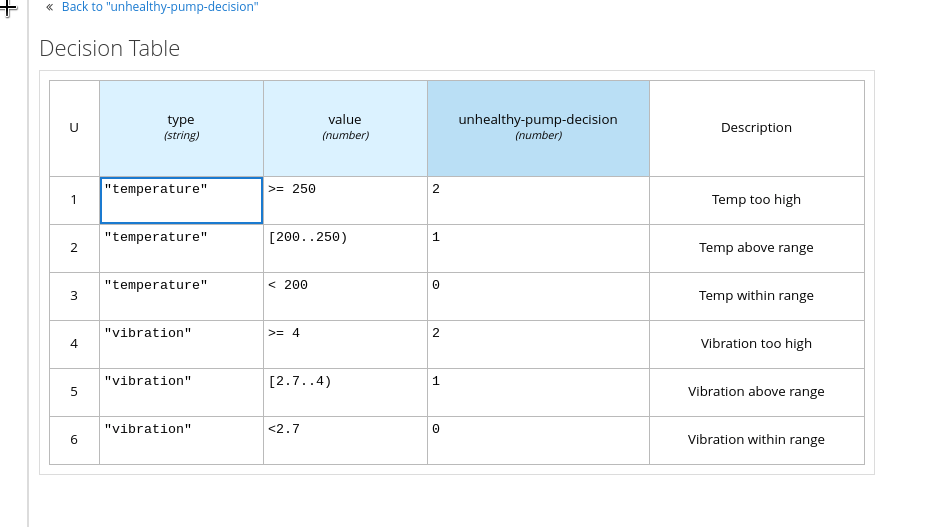 « Back to "unhealthy-pump-decision"
Decision Table
U type (string) value (number) unhealthy-pump-decision (number) Description
1 "temperature" >= 250 2 Temp too high
2 "temperature" [200..250) 1 Temp above range
3 "temperature" < 200 0 Temp within range
4 "vibration" >= 4 2 Vibration too high
5 "vibration" [2.7..4) 1 Vibration above range
6 "vibration" <2.7 0 Vibration within range